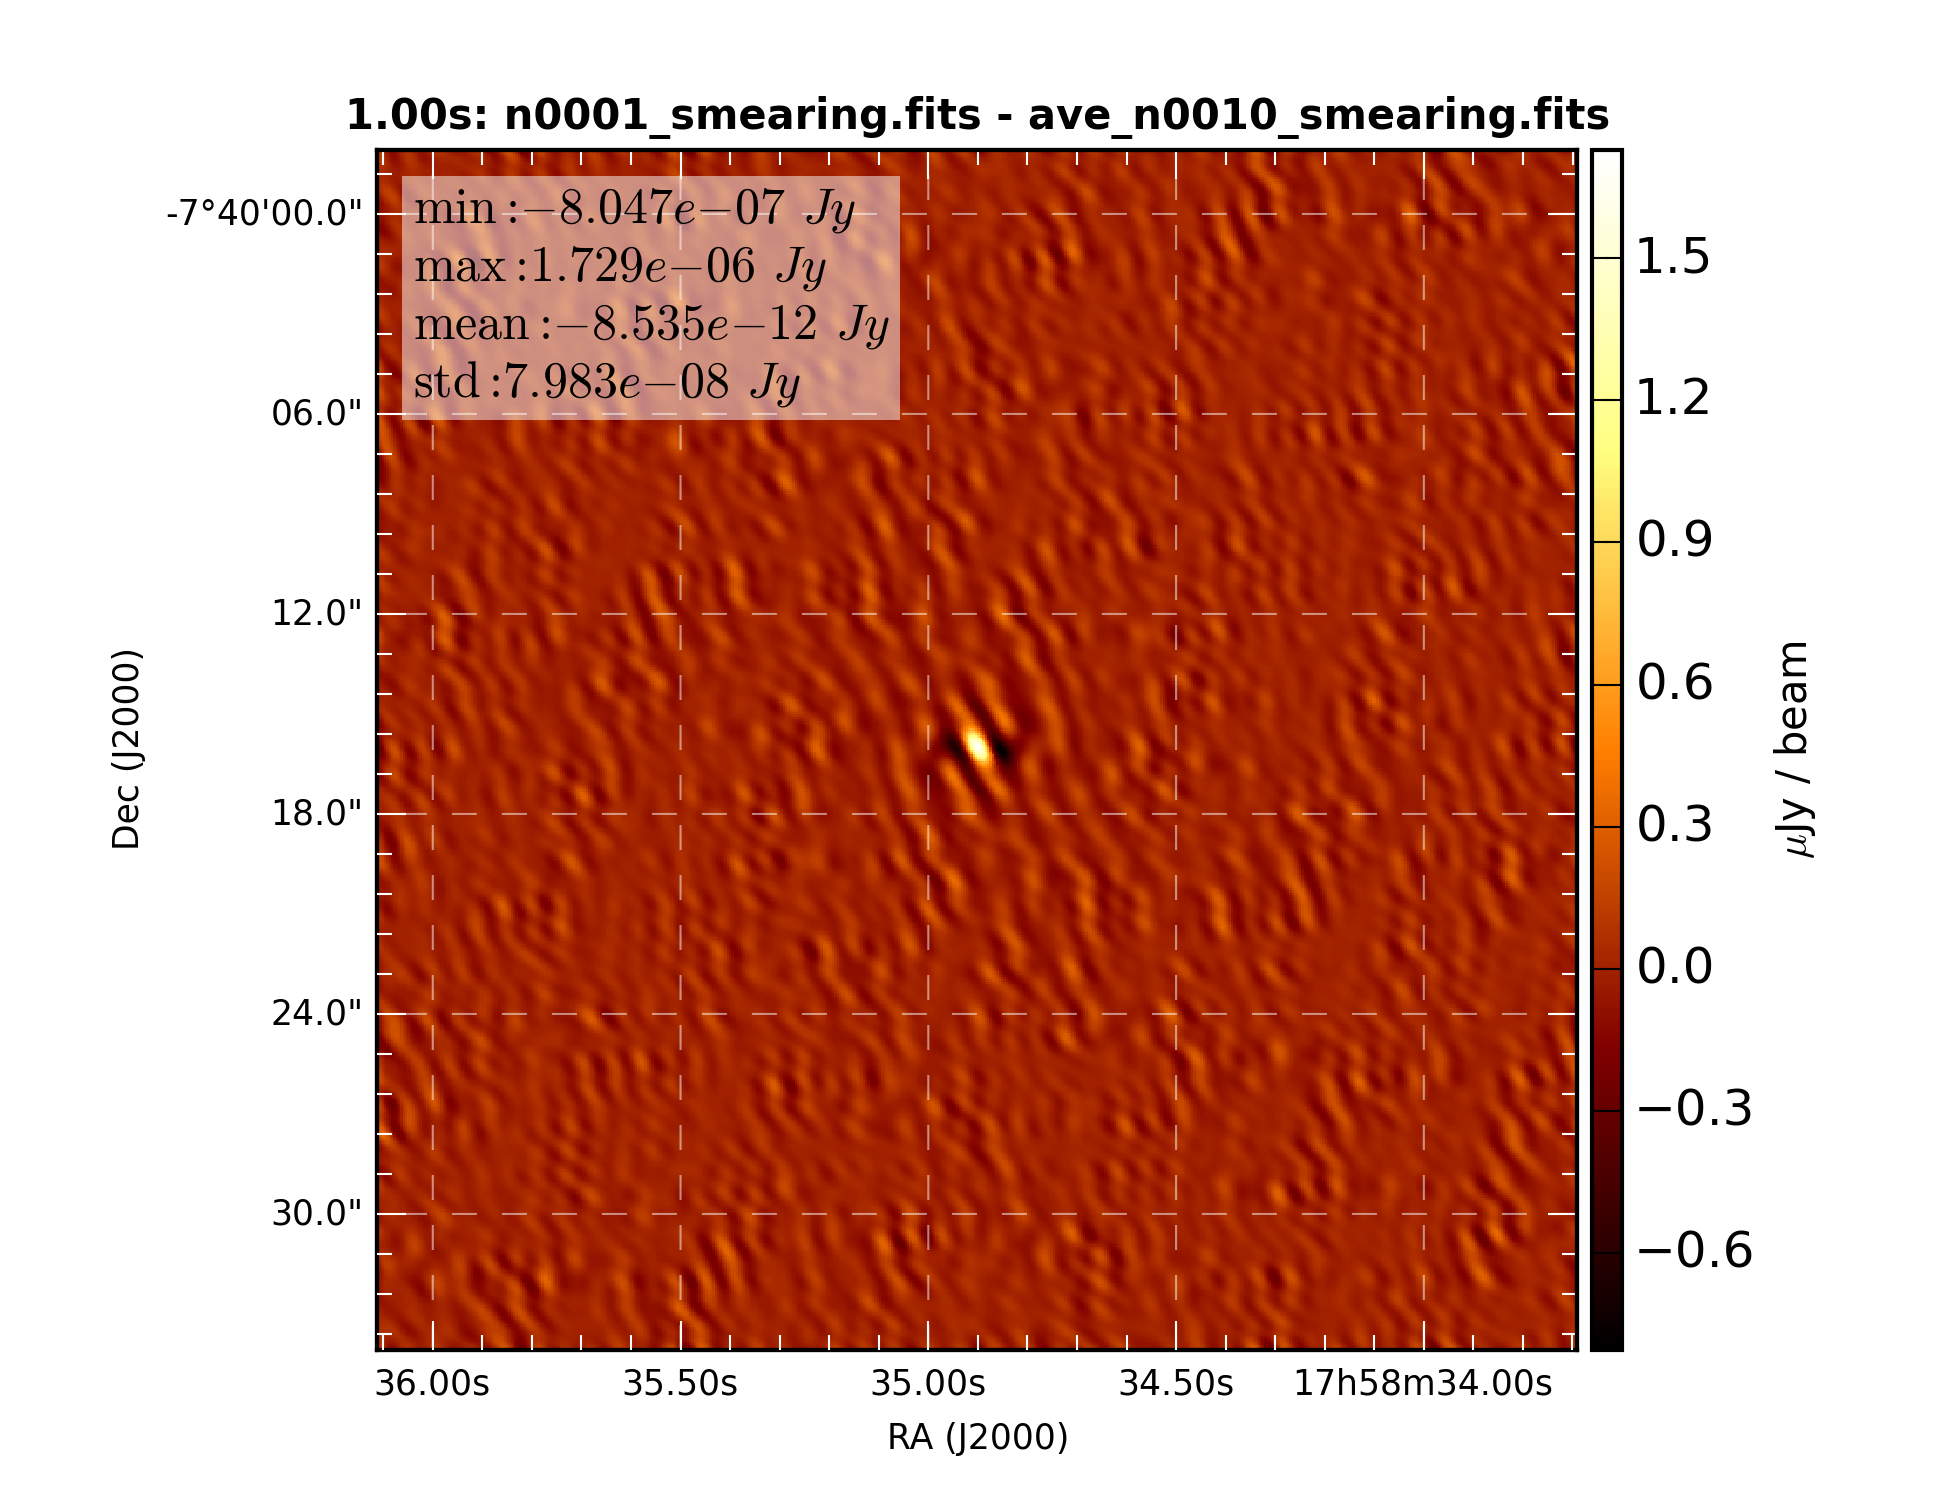 1.00s: n0001_smearing.fits - ave_n0010_smearing.fits
min :−8.047e−07 Jy
max :1.729e−06 Jy
mean :−8.535e−12 Jy
std :7.983e−08 Jy
-7°40'00.0"
06.0"
12.0"
18.0"
24.0"
30.0"
Dec (J2000)
36.00s
35.50s
35.00s
34.50s
17h58m34.00s
RA (J2000)
1.5
1.2
0.9
0.6
0.3
0.0
−0.3
−0.6
μJy / beam